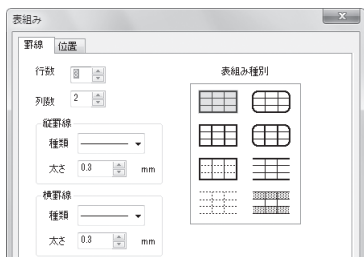 表組み
罫線 位置
行数 3
列数 2
縦罫線
種類
太さ 0.3 mm
横罫線
種類
太さ 0.3 mm
表組み種別